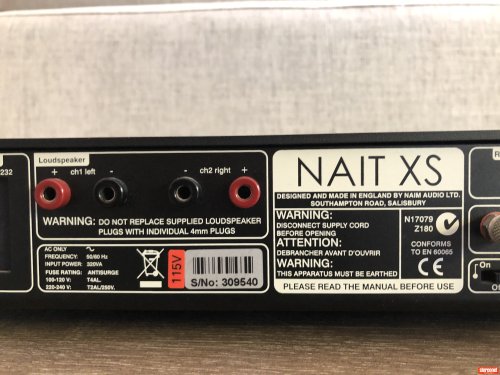 232
Loudspeaker
+ ch1 left - - ch2 right +
WARNING: DO NOT REPLACE SUPPLIED LOUDSPEAKER
PLUGS WITH INDIVIDUAL 4mm PLUGS
AC ONLY ~
FREQUENCY: 50/60 Hz
INPUT POWER: 320VA
FUSE RATING: ANTISURGE
100-120 V: T4AL.
220-240 V: T2AL/250V.
115V
S/No: 309540
NAIT XS
DESIGNED AND MADE IN ENGLAND BY NAIM AUDIO LTD.
SOUTHAMPTON ROAD, SALISBURY
WARNING:
DISCONNECT SUPPLY CORD
BEFORE OPENING
ATTENTION:
DEBRANCHER AVANT D'OUVRIR
WARNING:
THIS APPARATUS MUST BE EARTHED
N17079
Z180
CONFORMS
TO EN 60065
CE
PLEASE READ THE MANUAL BEFORE USE
R
On